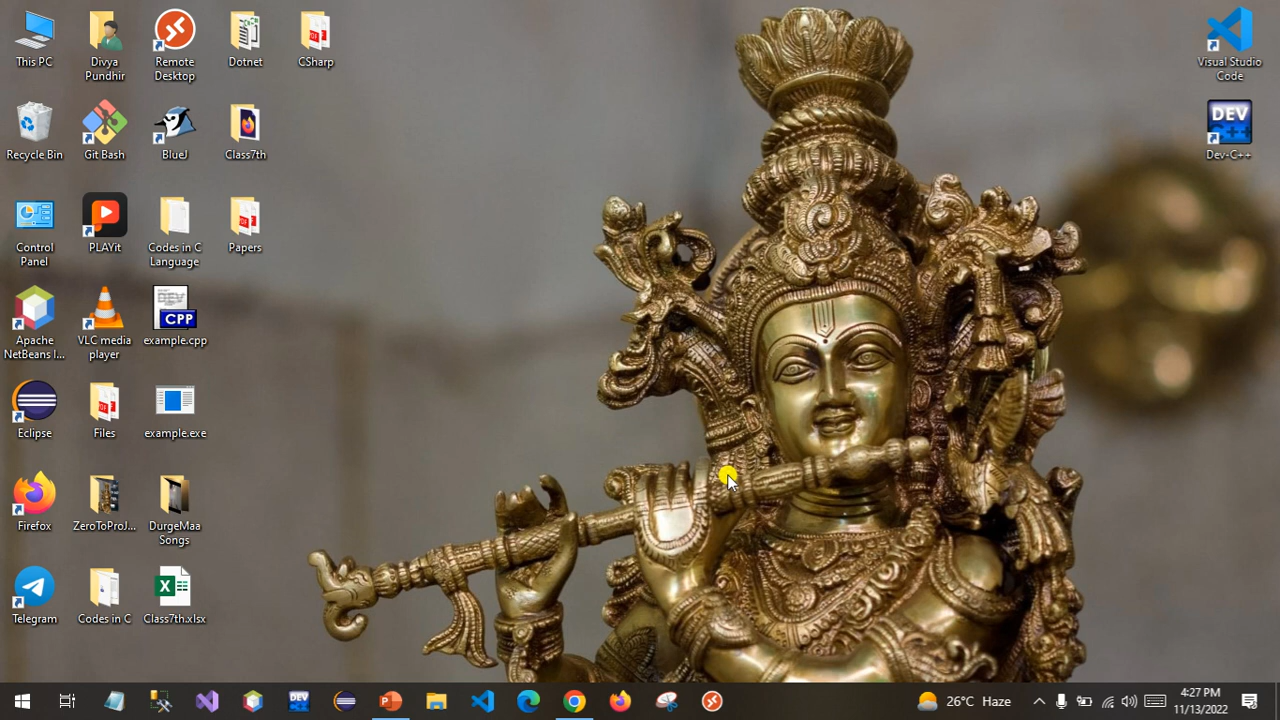 This PC
Divya
Pundhir
Remote
Desktop
Dotnet
CSharp
Visual Studio
Code
Recycle Bin
Git Bash
BlueJ
Class7th
DEV
C++
Dev-C++
Control
Panel
PLAYit
Codes in C
Language
Papers
Apache
NetBeans I...
VLC media
player
DEV
CPP
example.cpp
Eclipse
Files
example.exe
Firefox
ZeroToProJ...
DurgeMaa
Songs
Telegram
Codes in C
Class7th.xlsx
26°C Haze
4:27 PM
11/13/2022